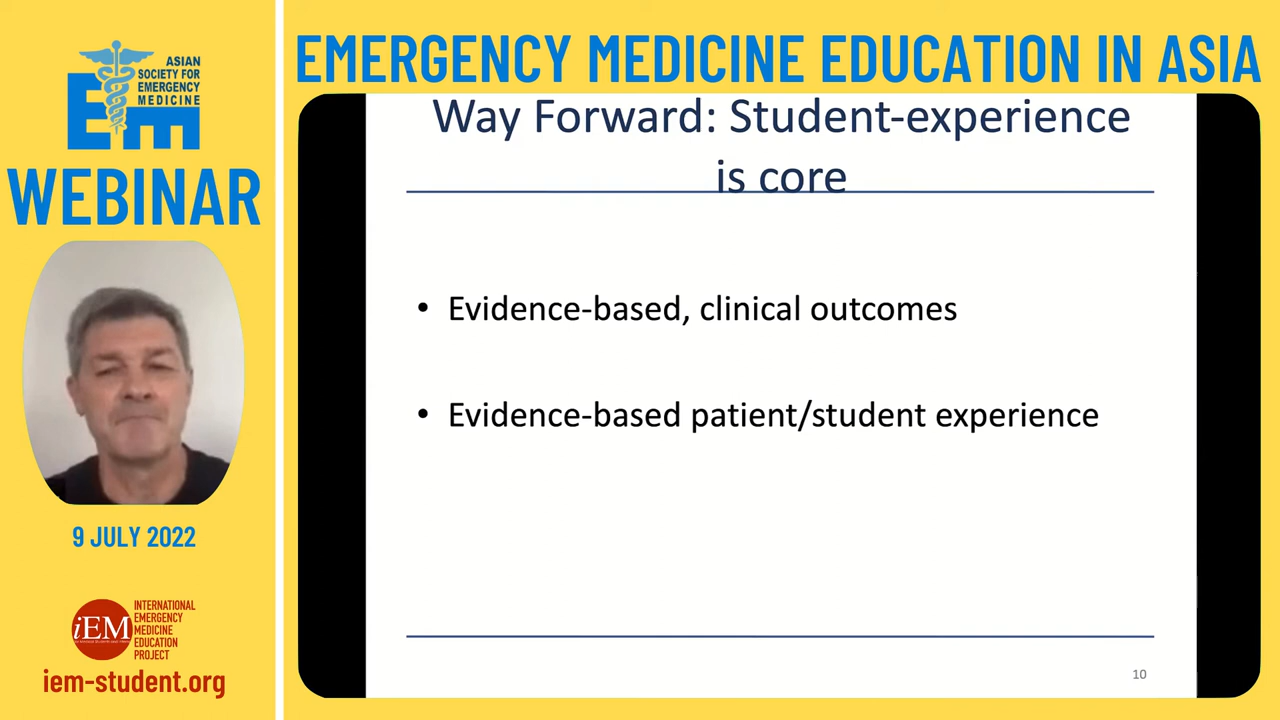 ASIAN
SOCIETY FOR
EMERGENCY
MEDICINE
EM
WEBINAR
9 JULY 2022
iEM
INTERNATIONAL
EMERGENCY
MEDICINE
EDUCATION
PROJECT
iem-student.org
EMERGENCY MEDICINE EDUCATION IN ASIA
Way Forward: Student-experience
is core
• Evidence-based, clinical outcomes
• Evidence-based patient/student experience
10